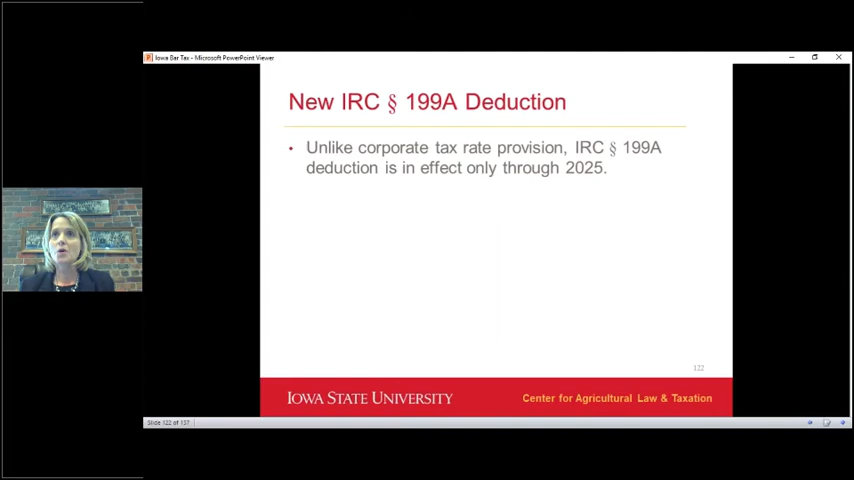 Iowa Bar Tax - Microsoft PowerPoint Viewer
New IRC § 199A Deduction
• Unlike corporate tax rate provision, IRC § 199A
deduction is in effect only through 2025.
122
IOWA STATE UNIVERSITY
Center for Agricultural Law & Taxation
Slide 122 of 157